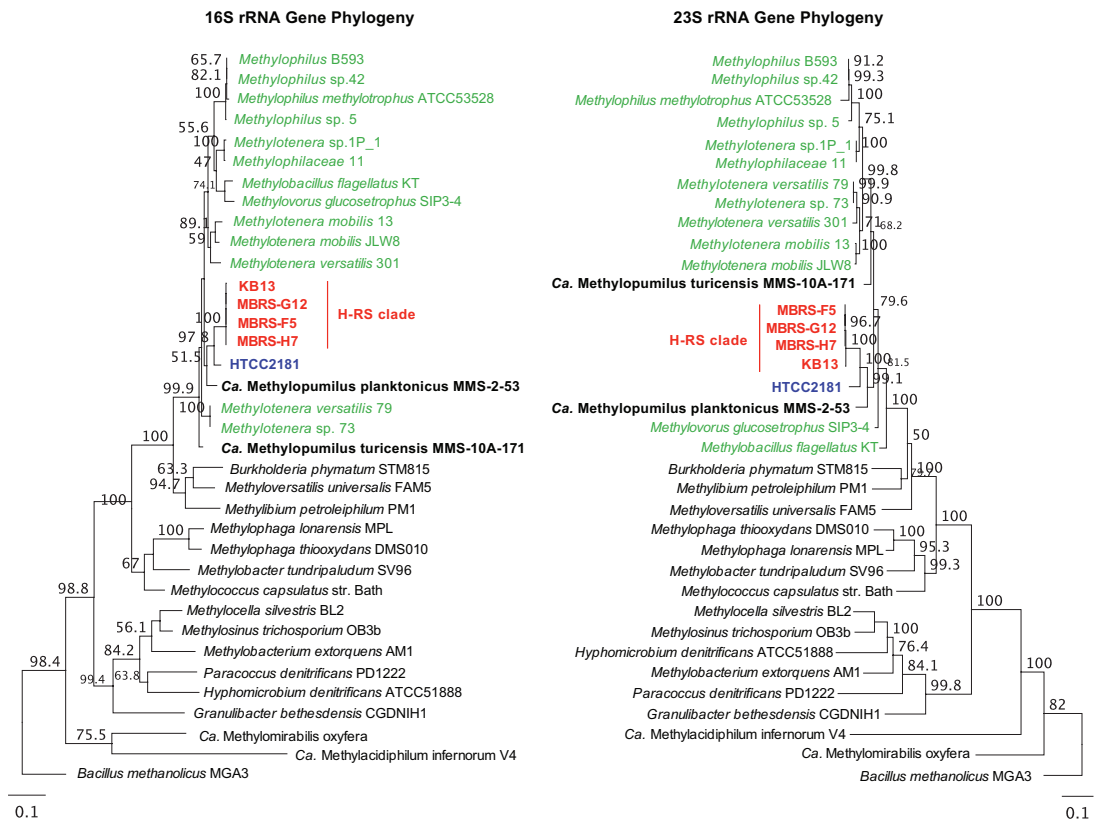 16S rRNA Gene Phylogeny
65.7
Methylophilus B593
82.1
Methylophilus sp.42
100
Methylophilus methylotrophus ATCC53528
Methylophilus sp. 5
55.6
100
Methylotenera sp.1P_1
47
Methylophilaceae 11
74.1
Methylobacillus flagellatus KT
Methylovorus glucosetrophus SIP3-4
89.1
Methylotenera mobilis 13
59
Methylotenera mobilis JLW8
Methylotenera versatilis 301
KB13
MBRS-G12
100
MBRS-F5
H-RS clade
97.8
MBRS-H7
51.5
HTCC2181
99.9
Ca. Methylopumilus planktonicus MMS-2-53
100
Methylotenera versatilis 79
Methylotenera sp. 73
100
Ca. Methylopumilus turicensis MMS-10A-171
63.3
Burkholderia phymatum STM815
94.7
Methyloversatilis universalis FAM5
100
Methylibium petroleiphilum PM1
100
Methylophaga lonarensis MPL
Methylophaga thiooxydans DMS010
67
Methylobacter tundripaludum SV96
98.8
Methylococcus capsulatus str. Bath
Methylocella silvestris BL2
56.1
Methylosinus trichosporium OB3b
84.2
Methylobacterium extorquens AM1
98.4
99.4
63.8
Paracoccus denitrificans PD1222
Hyphomicrobium denitrificans ATCC51888
Granulibacter bethesdensis CGDNIH1
75.5
Ca. Methylomirabilis oxyfera
Ca. Methylacidiphilum infernorum V4
Bacillus methanolicus MGA3
0.1
23S rRNA Gene Phylogeny
Methylophilus B593
91.2
Methylophilus sp.42
99.3
Methylophilus methylotrophus ATCC53528
100
Methylophilus sp. 5
75.1
Methylotenera sp.1P_1
100
Methylophilaceae 11
99.8
Methylotenera versatilis 79
99.9
Methylotenera sp. 73
90.9
Methylotenera versatilis 301
71
68.2
Methylotenera mobilis 13
100
Methylotenera mobilis JLW8
Ca. Methylopumilus turicensis MMS-10A-171
79.6
MBRS-F5
96.7
MBRS-G12
H-RS clade
MBRS-H7
100
KB13
100
81.5
HTCC2181
99.1
Ca. Methylopumilus planktonicus MMS-2-53
100
Methylovorus glucosetrophus SIP3-4
50
Methylobacillus flagellatus KT
Burkholderia phymatum STM815
100
Methylibium petroleiphilum PM1
Methyloversatilis universalis FAM5
100
Methylophaga thiooxydans DMS010
100
Methylophaga lonarensis MPL
95.3
Methylobacter tundripaludum SV96
99.3
Methylococcus capsulatus str. Bath
100
Methylocella silvestris BL2
Methylosinus trichosporium OB3b
100
Hyphomicrobium denitrificans ATCC51888
76.4
Methylobacterium extorquens AM1
84.1
100
Paracoccus denitrificans PD1222
99.8
Granulibacter bethesdensis CGDNIH1
82
Ca. Methylacidiphilum infernorum V4
Ca. Methylomirabilis oxyfera
Bacillus methanolicus MGA3
0.1